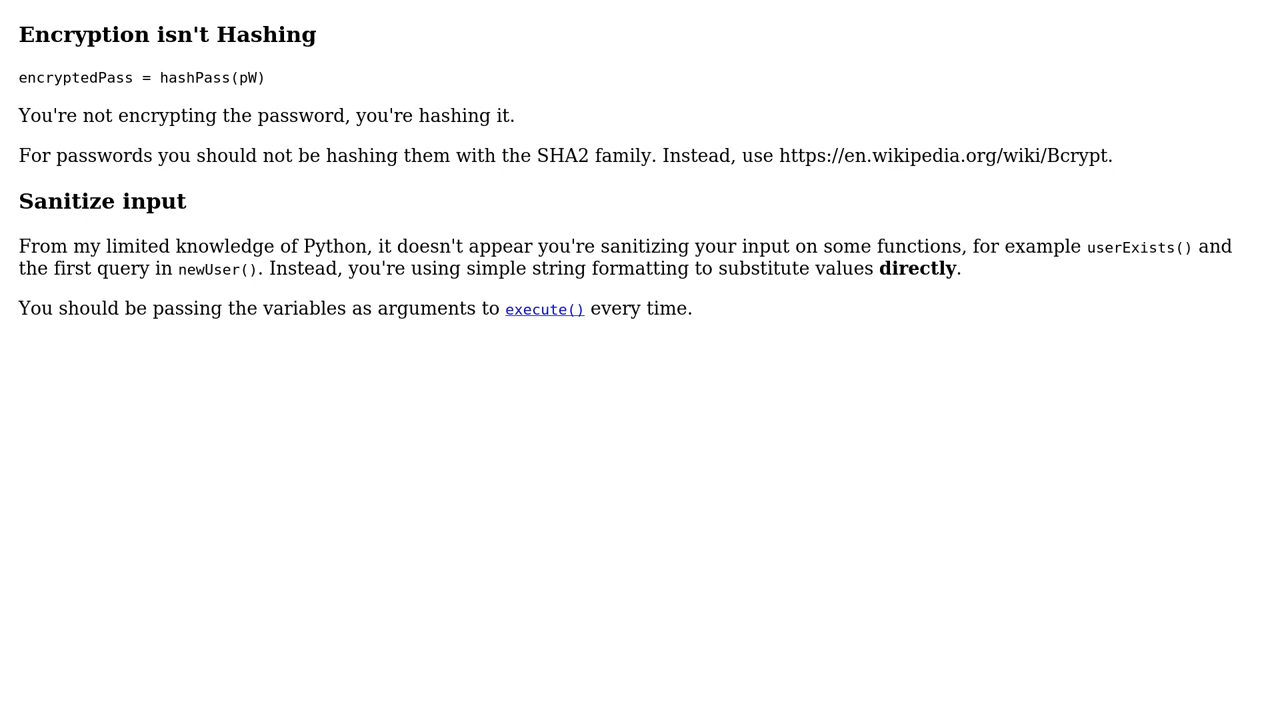 Encryption isn't Hashing
encryptedPass = hashPass(pW)
You're not encrypting the password, you're hashing it.
For passwords you should not be hashing them with the SHA2 family. Instead, use https://en.wikipedia.org/wiki/Bcrypt.
Sanitize input
From my limited knowledge of Python, it doesn't appear you're sanitizing your input on some functions, for example userExists() and
the first query in newUser(). Instead, you're using simple string formatting to substitute values directly.
You should be passing the variables as arguments to execute() every time.